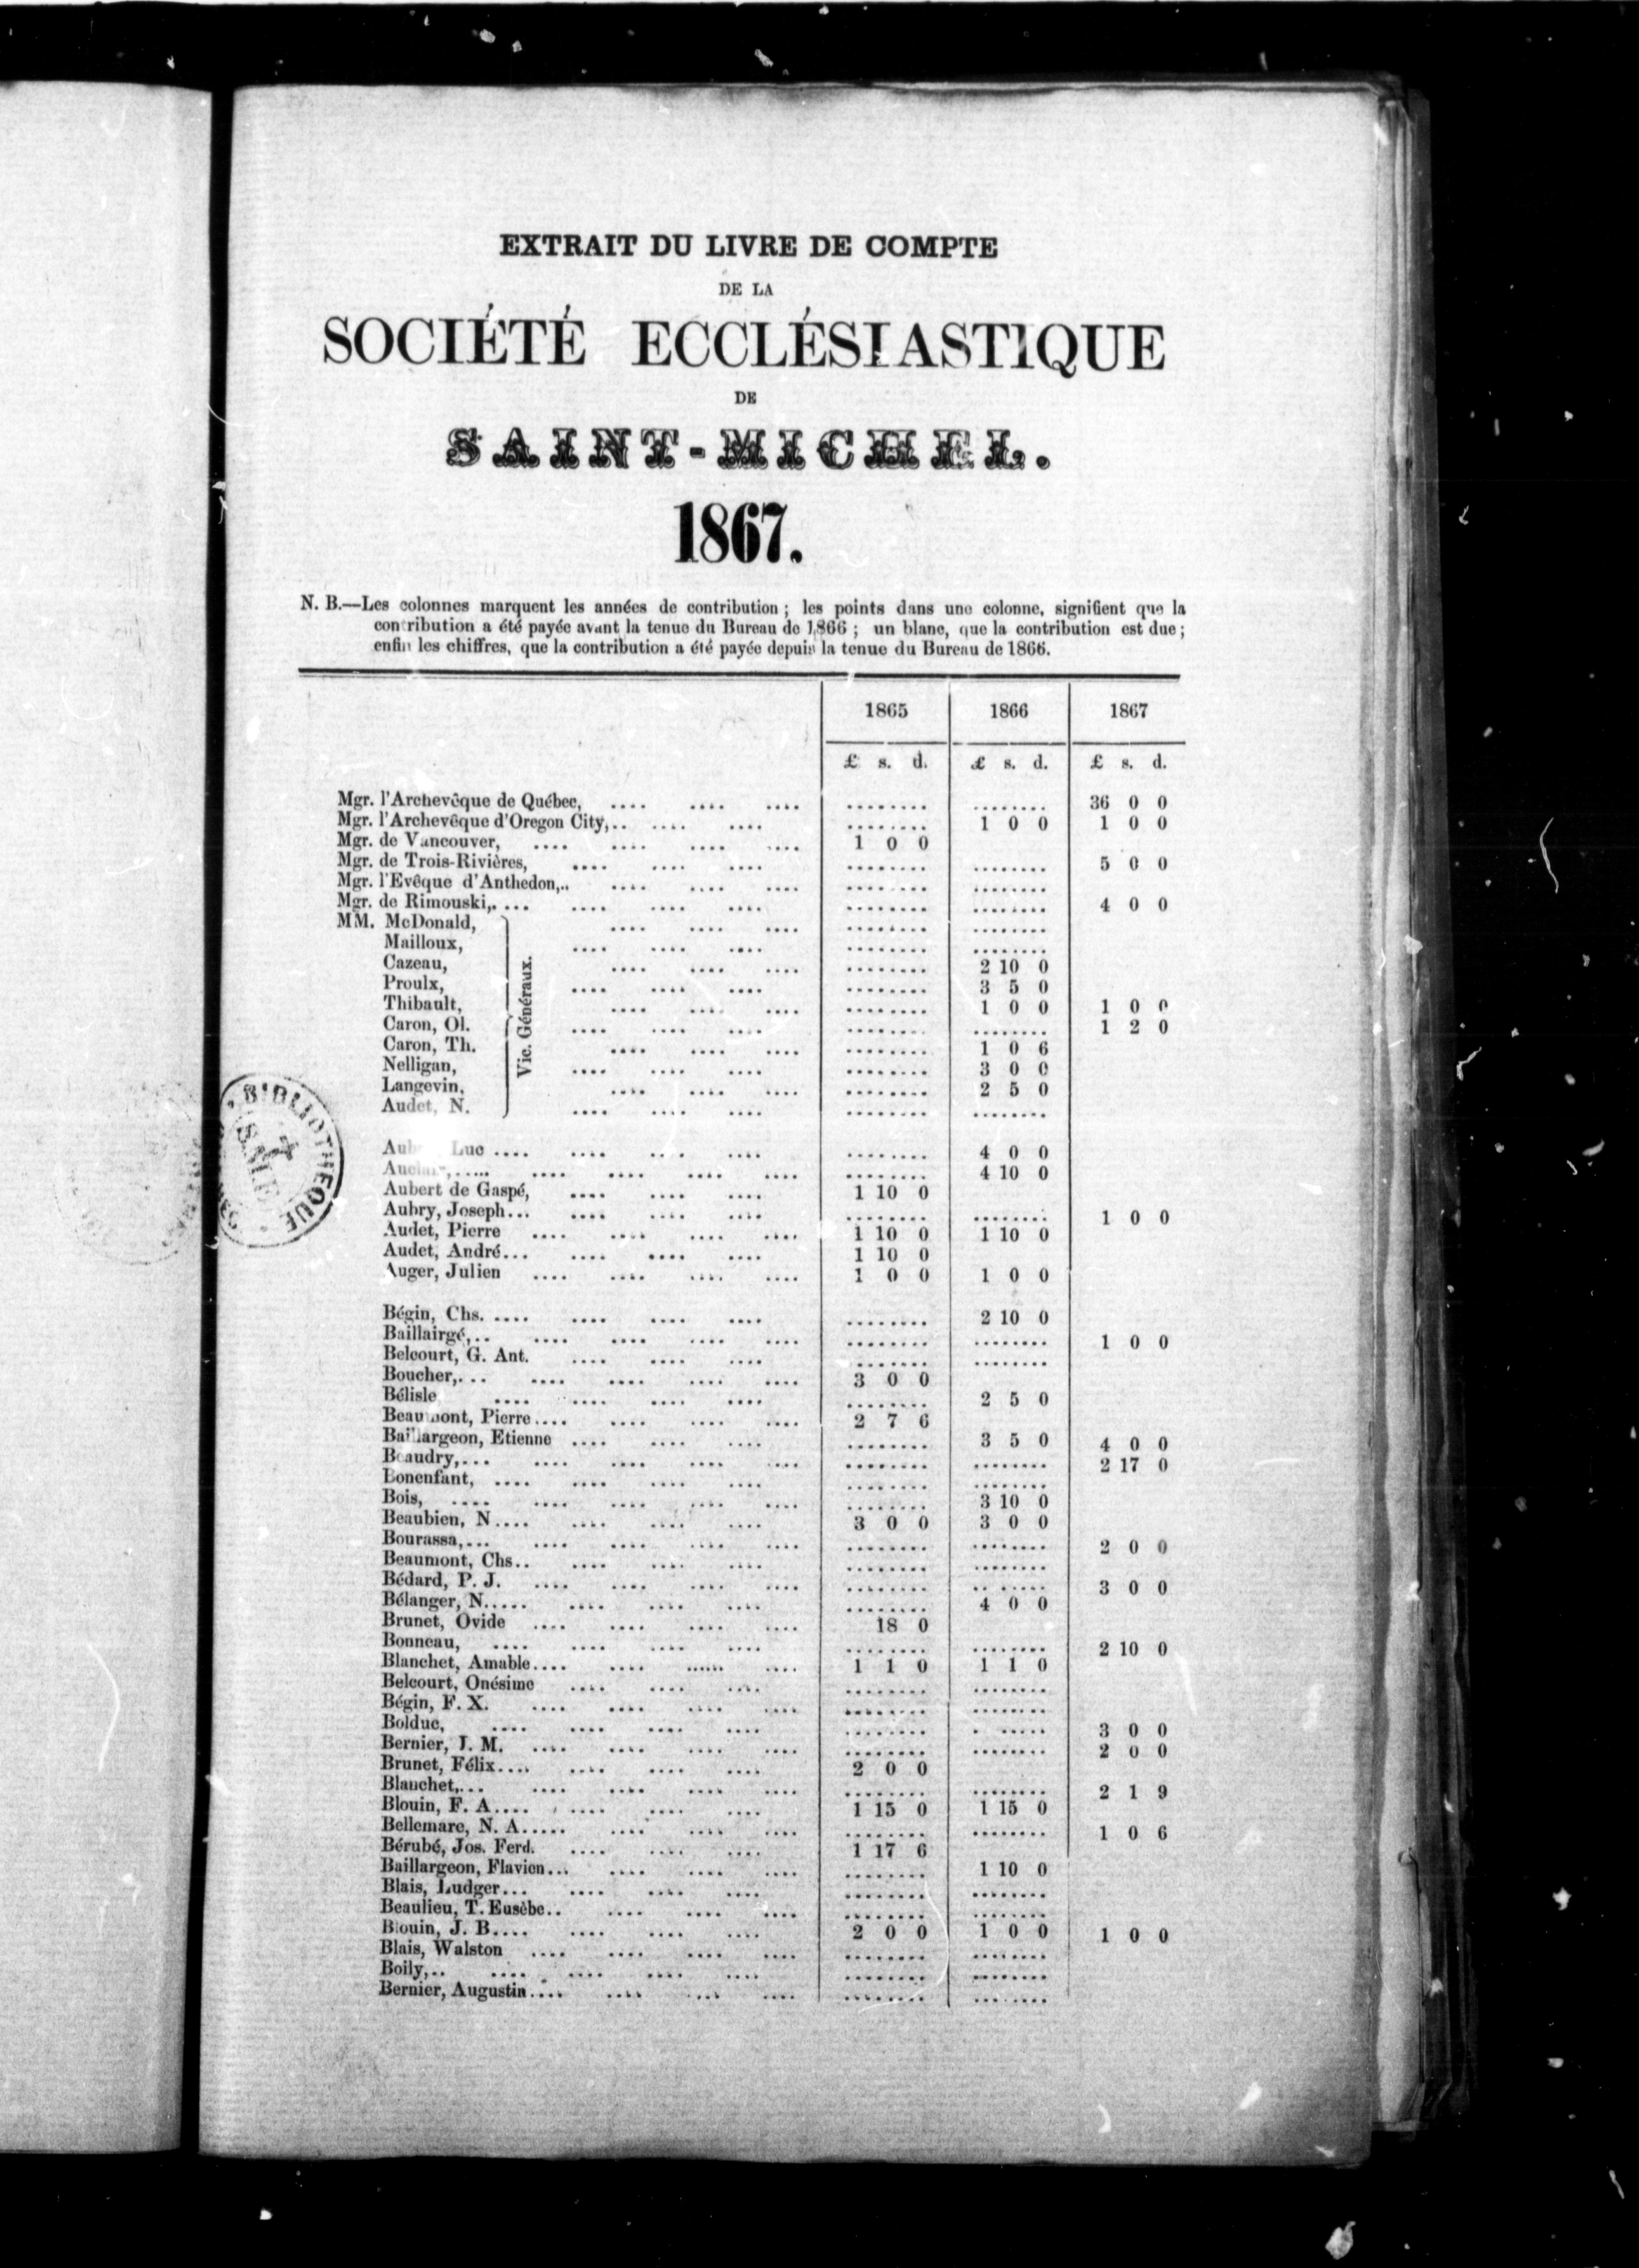 EXTRAIT DU LIVRE DE COMPTE
DE LA
SOCIÉTÉ ECCLÉSIASTIQUE
DE
SAINT-MICHEL.
1867.
N. B.—Les colonnes marquent les années de contribution ; les points dans une colonne, signifient que la
contribution a été payée avant la tenue du Bureau de 1866 ; un blanc, que la contribution est due ;
enfin les chiffres, que la contribution a été payée depuis la tenue du Bureau de 1866.
1865 1866 1867
£ s. d. £ s. d. £ s. d.
Mgr. l'Archevêque de Québec, .... .... .... ........ ........ 36 0 0
Mgr. l'Archevêque d'Oregon City,.. .... .... ........ 1 0 0 1 0 0
Mgr. de Vancouver, .... .... .... .... 1 0 0
Mgr. de Trois-Rivières, .... .... .... ........ ........ 5 0 0
Mgr. l'Evêque d'Anthedon,.. .... .... .... ........ ........
Mgr. de Rimouski,. ... .... .... .... ........ ........ 4 0 0
MM. McDonald, .... .... .... ........ ........
Mailloux, .... .... .... ........ ........
Cazeau, .... .... .... ........ 2 10 0
Proulx, .... .... .... ........ 3 5 0
Thibault, .... .... .... ........ 1 0 0 1 0 0
Caron, Ol. .... .... .... ........ ........ 1 2 0
Caron, Th. .... .... .... ........ 1 0 6
Nelligan, .... .... .... ........ 3 0 0
Langevin, .... .... .... ........ 2 5 0
Audet, N. .... .... .... ........ ........
Vic. Généraux.
Luc .... .... .... .... ........ 4 0 0
Auclair,..... .... .... .... .... ........ 4 10 0
Aubert de Gaspé, .... .... .... 1 10 0
Aubry, Joseph... .... .... .... ........ ........ 1 0 0
Audet, Pierre .... .... .... .... 1 10 0 1 10 0
Audet, André... .... .... .... 1 10 0
Auger, Julien .... .... .... .... 1 0 0 1 0 0
Bégin, Chs. .... .... .... .... ........ 2 10 0
Baillairgé,.. .... .... .... .... ........ ........ 1 0 0
Belcourt, G. Ant. .... .... .... ........ ........
Boucher,... .... .... .... .... 3 0 0
Bélisle .... .... .... .... ........ 2 5 0
Beaumont, Pierre.... .... .... .... 2 7 6
Baillargeon, Etienne .... .... .... ........ 3 5 0 4 0 0
Beaudry,... .... .... .... .... ........ ........ 2 17 0
Bonenfant, .... .... .... .... ........ ........
Bois, .... .... .... .... .... ........ 3 10 0
Beaubien, N.... .... .... .... 3 0 0 3 0 0
Bourassa,... .... .... .... .... ........ ........ 2 0 0
Beaumont, Chs.. .... .... .... ........ ........
Bédard, P. J. .... .... .... .... ........ ........ 3 0 0
Bélanger, N..... .... .... .... ........ 4 0 0
Brunet, Ovide .... .... .... .... 18 0
Bonneau, .... .... .... .... ........ ........ 2 10 0
Blanchet, Amable.... .... ...... .... 1 1 0 1 1 0
Belcourt, Onésime .... .... .... ........ ........
Bégin, F. X. .... .... .... .... ........ ........
Bolduc, .... .... .... .... ........ . ..... 3 0 0
Bernier, J. M. .... .... .... .... ........ ........ 2 0 0
Brunet, Félix.... .... .... .... 2 0 0
Blanchet,... .... .... .... .... ........ ........ 2 1 9
Blouin, F. A.... .... .... .... 1 15 0 1 15 0
Bellemare, N. A..... .... .... .... ........ ........ 1 0 6
Bérubé, Jos. Ferd. .... .... .... 1 17 6
Baillargeon, Flavien... .... .... .... ........ 1 10 0
Blais, Ludger... .... .... .... ........ ........
Beaulieu, T. Eusèbe.. .... .... .... ........ ........
Blouin, J. B.... .... .... .... 2 0 0 1 0 0 1 0 0
Blais, Walston .... .... .... .... ........ ........
Boily,.. .... .... .... .... ........ ........
Bernier, Augustin.... .... .... .... ........ ........
BIBLIOTHÈQUE